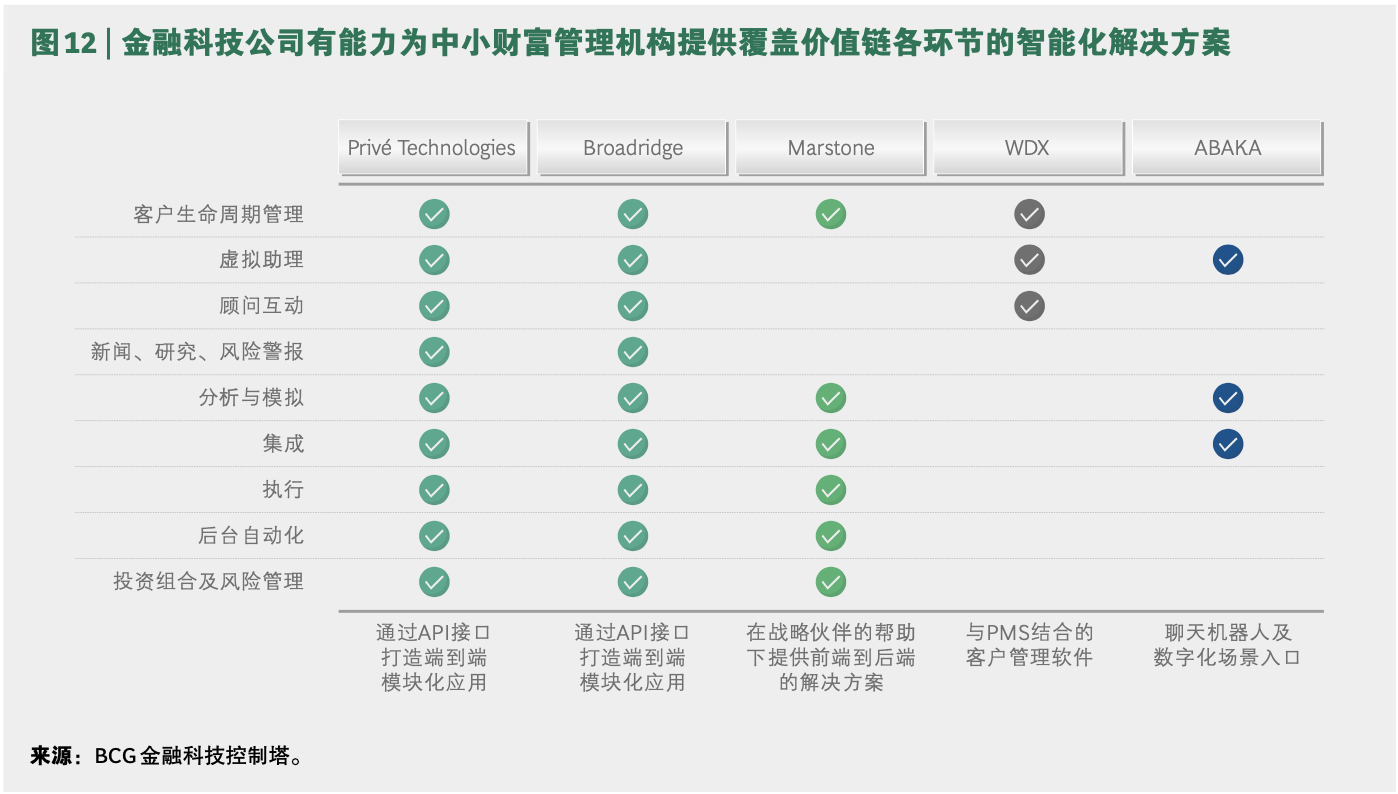 图12 | 金融科技公司有能力为中小财富管理机构提供覆盖价值链各环节的智能化解决方案
Privé Technologies Broadridge Marstone WDX ABAKA
客户生命周期管理
虚拟助理
顾问互动
新闻、研究、风险警报
分析与模拟
集成
执行
后台自动化
投资组合及风险管理
通过API接口
打造端到端
模块化应用
通过API接口
打造端到端
模块化应用
在战略伙伴的帮助
下提供前端到后端
的解决方案
与PMS结合的
客户管理软件
聊天机器人及
数字化场景入口
来源：BCG金融科技控制塔。